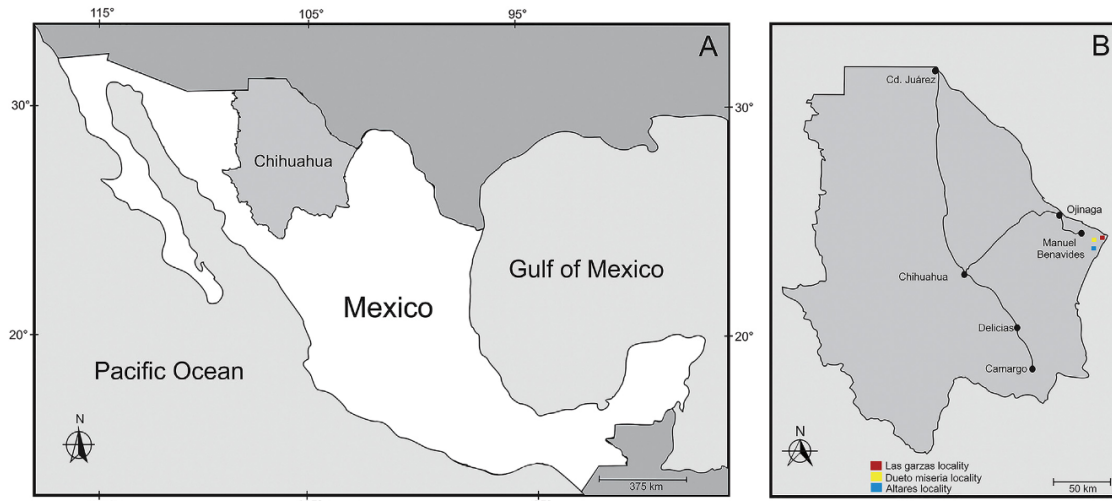 115°
105°
95°
A
30°
30°
Chihuahua
Gulf of Mexico
Mexico
20°
20°
Pacific Ocean
N
375 km
B
Cd. Juárez
Ojinaga
Manuel
Benavides
Chihuahua
Delicias
Camargo
N
Las garzas locality
Dueto miseria locality
Altares locality
50 km